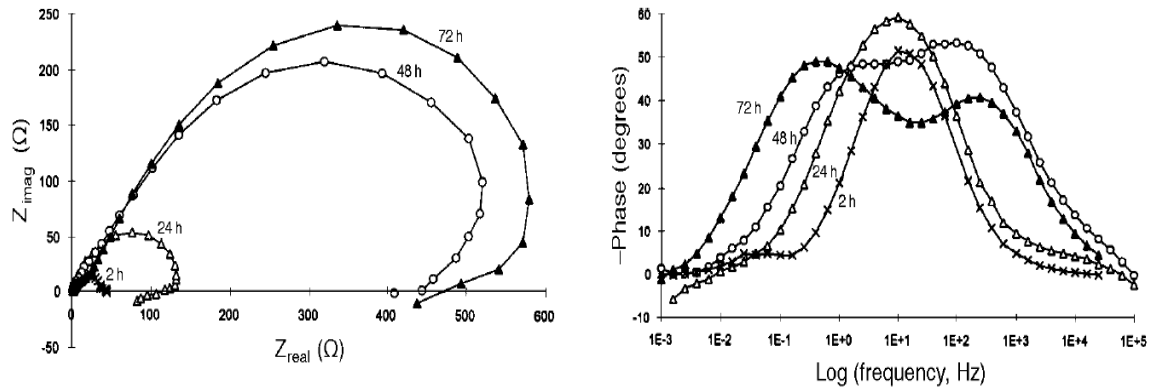 250
200
150
100
50
0
-50
Z_imag (Ω)
72 h
48 h
24 h
2 h
0 100 200 300 400 500 600
Z_real (Ω)
60
50
40
30
20
10
0
-10
−Phase (degrees)
72 h
48 h
24 h
2 h
1E-3 1E-2 1E-1 1E+0 1E+1 1E+2 1E+3 1E+4 1E+5
Log (frequency, Hz)